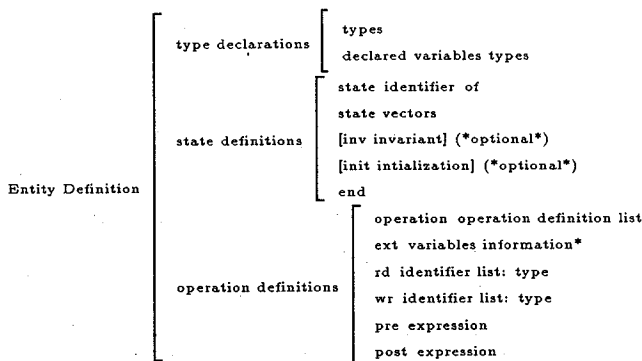 types
type declarations
declared variables types
state identifier of
state vectors
state definitions
[inv invariant] (*optional*)
[init intialization] (*optional*)
end
Entity Definition
operation operation definition list
ext variables information*
rd identifier list: type
operation definitions
wr identifier list: type
pre expression
post expression